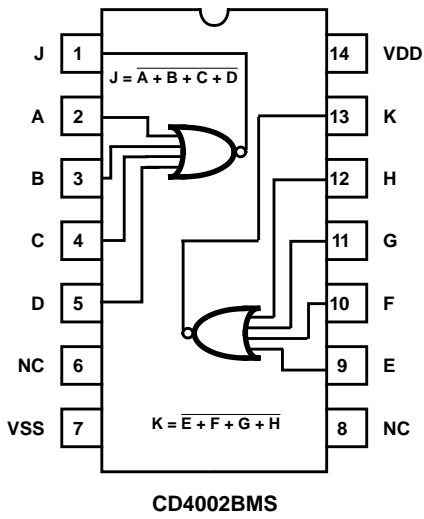 J 1 14 VDD
J = A + B + C + D
A 2 13 K
B 3 12 H
C 4 11 G
D 5 10 F
NC 6 9 E
VSS 7 K = E + F + G + H 8 NC
CD4002BMS